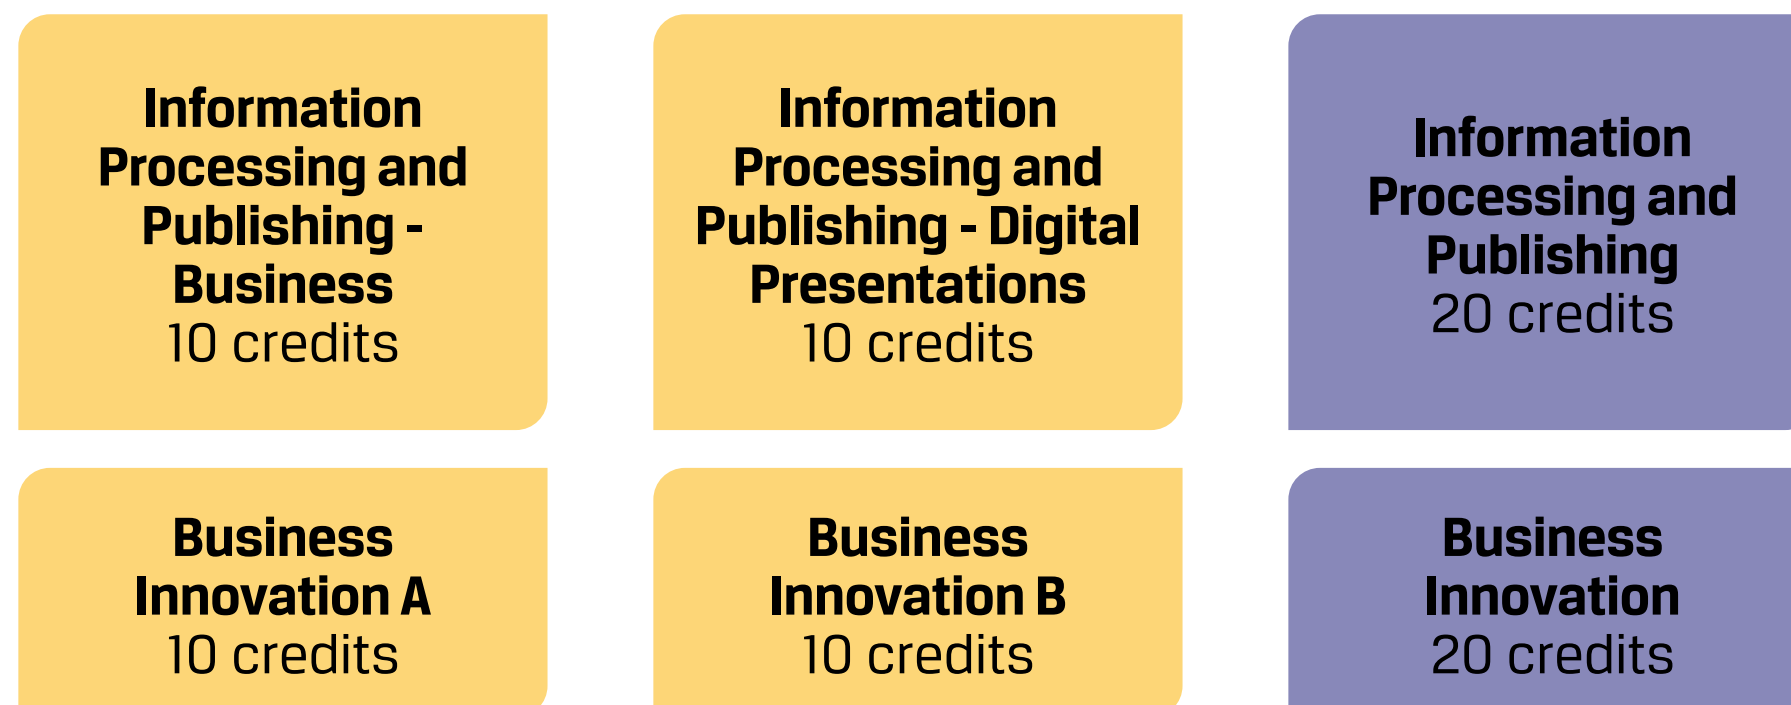 Information
Processing and
Publishing -
Business
10 credits
Information
Processing and
Publishing - Digital
Presentations
10 credits
Information
Processing and
Publishing
20 credits
Business
Innovation A
10 credits
Business
Innovation B
10 credits
Business
Innovation
20 credits